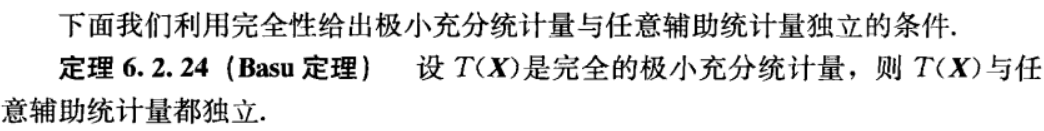 下面我们利用完全性给出极小充分统计量与任意辅助统计量独立的条件.
定理 6.2.24 (Basu 定理) 设 T(X)是完全的极小充分统计量，则 T(X)与任
意辅助统计量都独立.